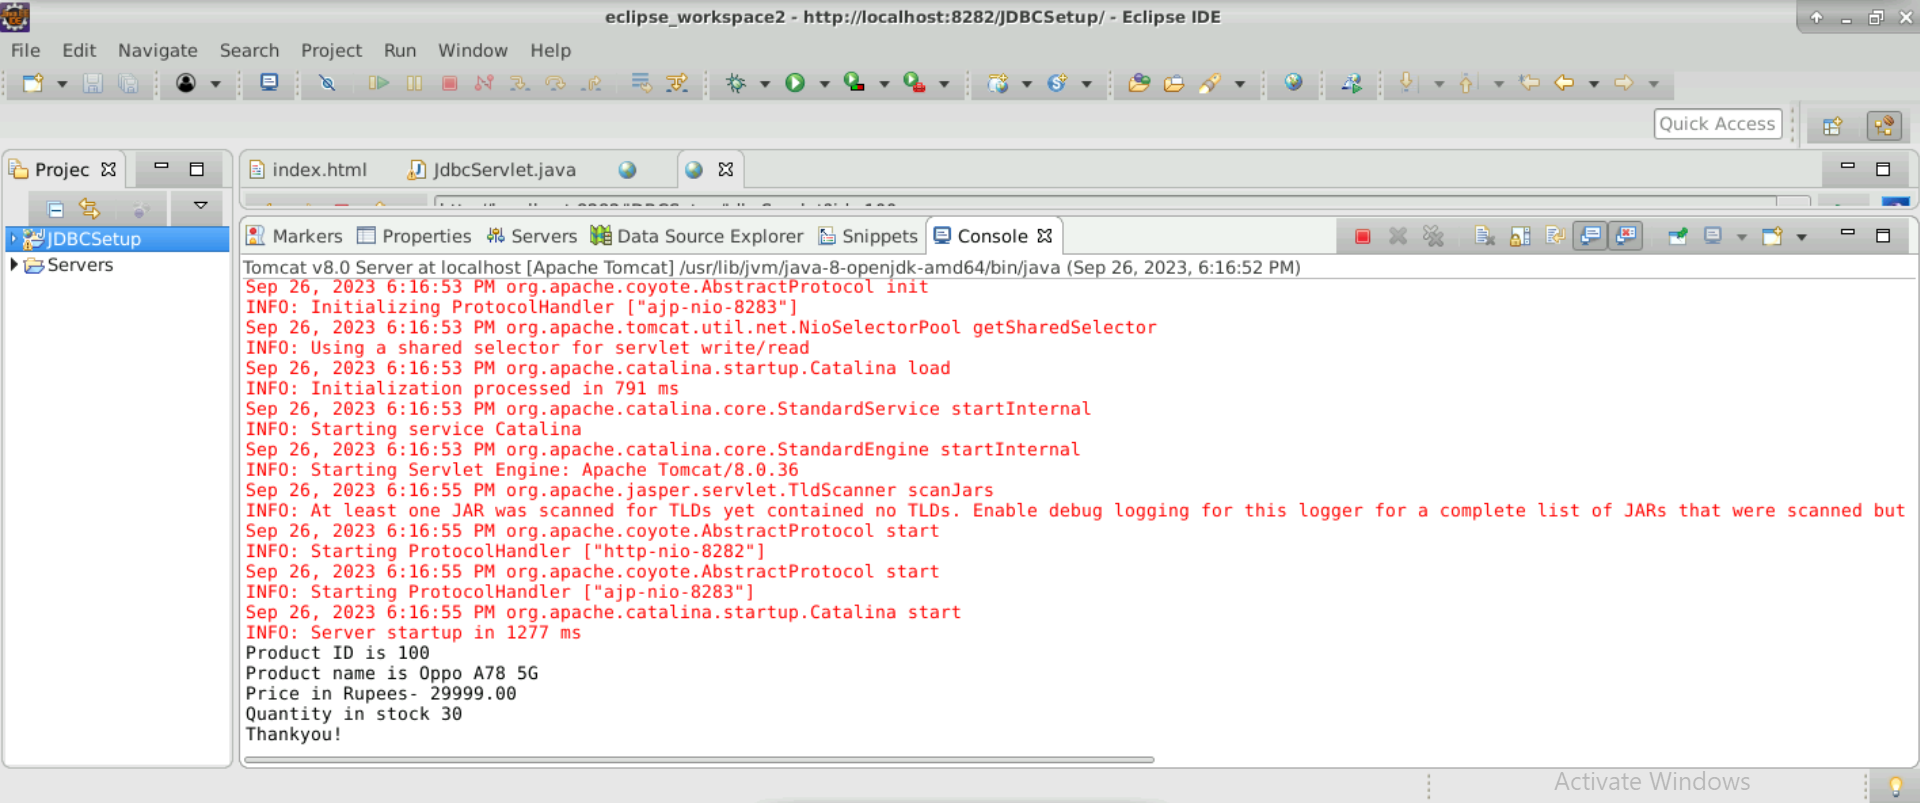 eclipse_workspace2 - http://localhost:8282/JDBCSetup/ - Eclipse IDE
File Edit Navigate Search Project Run Window Help
Quick Access
Projec
index.html JdbcServlet.java
JDBCSetup
Servers
Markers Properties Servers Data Source Explorer Snippets Console
Tomcat v8.0 Server at localhost [Apache Tomcat] /usr/lib/jvm/java-8-openjdk-amd64/bin/java (Sep 26, 2023, 6:16:52 PM)
Sep 26, 2023 6:16:53 PM org.apache.coyote.AbstractProtocol init
INFO: Initializing ProtocolHandler ["ajp-nio-8283"]
Sep 26, 2023 6:16:53 PM org.apache.tomcat.util.net.NioSelectorPool getSharedSelector
INFO: Using a shared selector for servlet write/read
Sep 26, 2023 6:16:53 PM org.apache.catalina.startup.Catalina load
INFO: Initialization processed in 791 ms
Sep 26, 2023 6:16:53 PM org.apache.catalina.core.StandardService startInternal
INFO: Starting service Catalina
Sep 26, 2023 6:16:53 PM org.apache.catalina.core.StandardEngine startInternal
INFO: Starting Servlet Engine: Apache Tomcat/8.0.36
Sep 26, 2023 6:16:55 PM org.apache.jasper.servlet.TldScanner scanJars
INFO: At least one JAR was scanned for TLDs yet contained no TLDs. Enable debug logging for this logger for a complete list of JARs that were scanned but
Sep 26, 2023 6:16:55 PM org.apache.coyote.AbstractProtocol start
INFO: Starting ProtocolHandler ["http-nio-8282"]
Sep 26, 2023 6:16:55 PM org.apache.coyote.AbstractProtocol start
INFO: Starting ProtocolHandler ["ajp-nio-8283"]
Sep 26, 2023 6:16:55 PM org.apache.catalina.startup.Catalina start
INFO: Server startup in 1277 ms
Product ID is 100
Product name is Oppo A78 5G
Price in Rupees- 29999.00
Quantity in stock 30
Thankyou!
Activate Windows